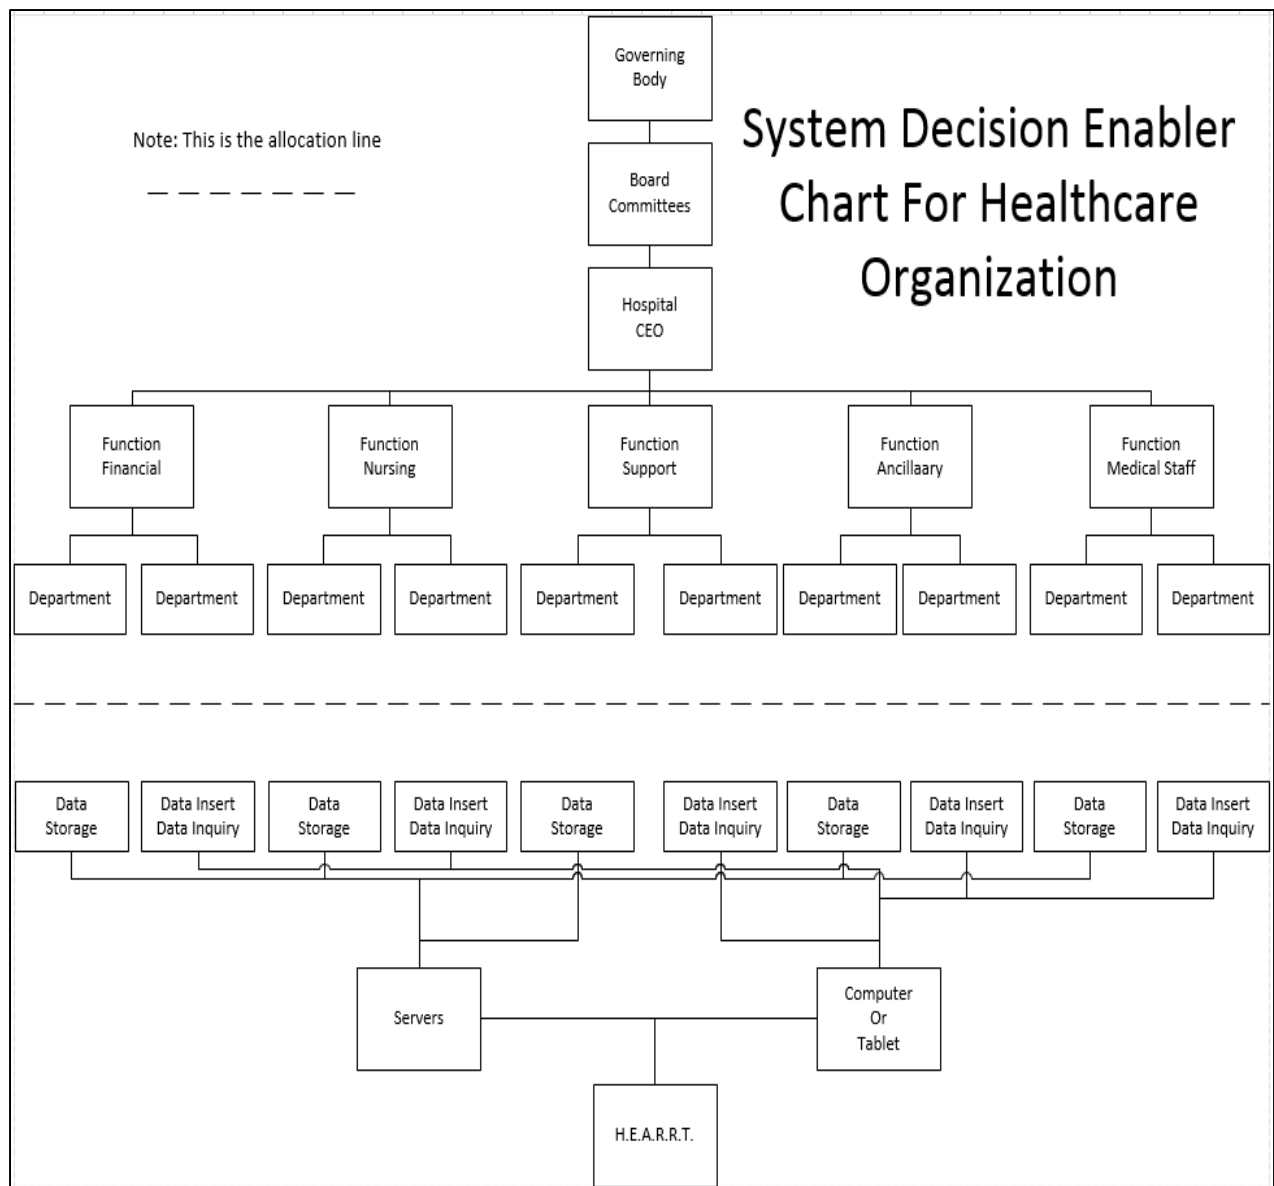 Governing
Body
System Decision Enabler
Chart For Healthcare
Organization
Note: This is the allocation line
Board
Committees
Hospital
CEO
Function
Financial
Function
Nursing
Function
Support
Function
Ancillaary
Function
Medical Staff
Department
Department
Department
Department
Department
Department
Department
Department
Department
Department
Data
Storage
Data Insert
Data Inquiry
Data
Storage
Data Insert
Data Inquiry
Data
Storage
Data Insert
Data Inquiry
Data
Storage
Data Insert
Data Inquiry
Data
Storage
Data Insert
Data Inquiry
Servers
Computer
Or
Tablet
H.E.A.R.R.T.